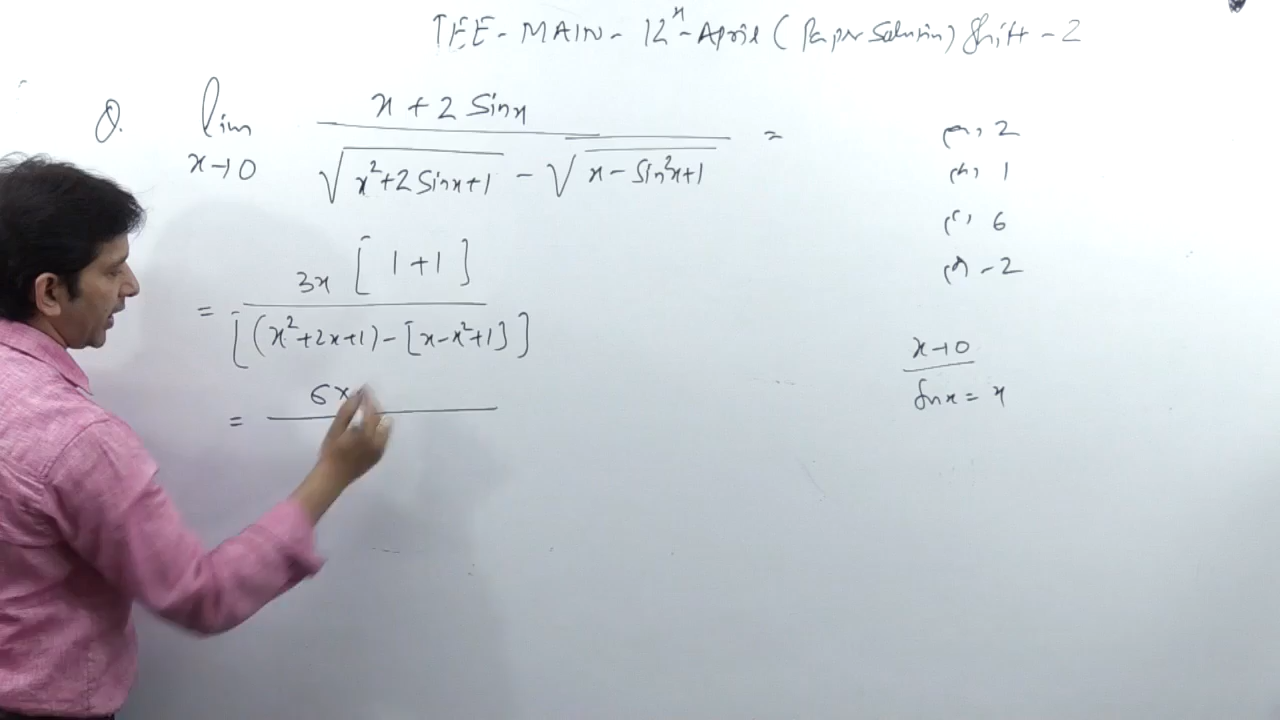 JEE-MAIN-12th-April (Paper Solution) Shift-2
Q. lim x→0 (x + 2 Sinx) / (√(x²+2 Sinx+1) - √(x - Sin²x+1)) =
(a), 2
(b), 1
(c), 6
(d) -2
= 3x [1+1] / [(x²+2x+1) - [x-x²+1]]
= 6x
x→0
Sinx = x